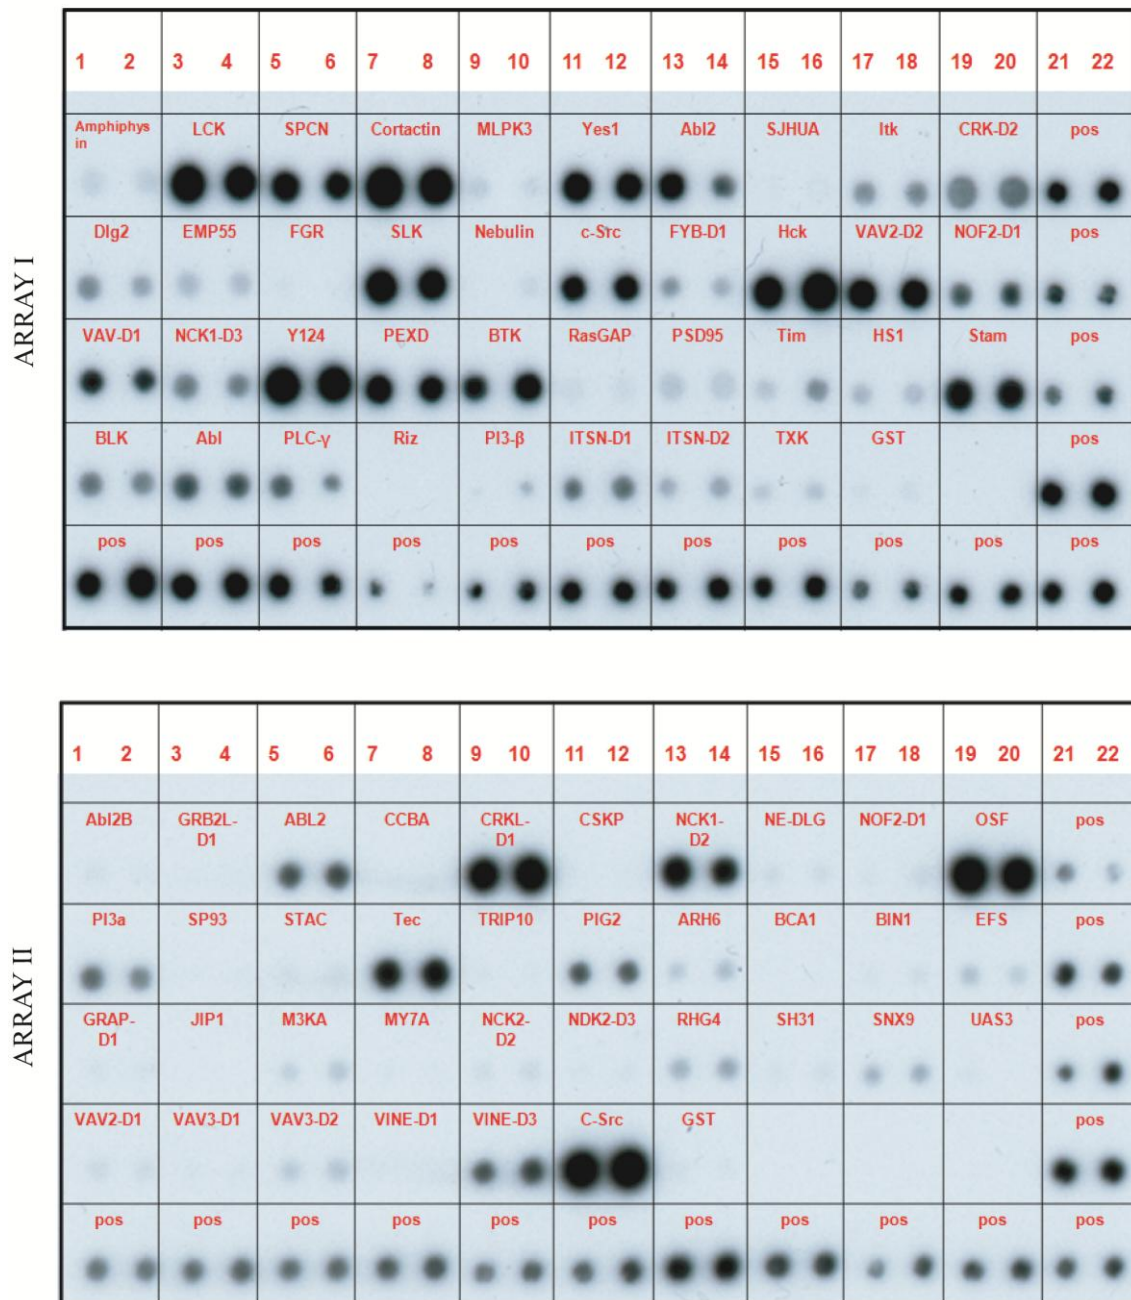 ARRAY I
1 2 3 4 5 6 7 8 9 10 11 12 13 14 15 16 17 18 19 20 21 22
Amphiphys
in LCK SPCN Cortactin MLPK3 Yes1 Abl2 SJHUA Itk CRK-D2 pos
Dlg2 EMP55 FGR SLK Nebulin c-Src FYB-D1 Hck VAV2-D2 NOF2-D1 pos
VAV-D1 NCK1-D3 Y124 PEXD BTK RasGAP PSD95 Tim HS1 Stam pos
BLK Abl PLC-γ Riz PI3-β ITSN-D1 ITSN-D2 TXK GST pos
pos pos pos pos pos pos pos pos pos pos pos
ARRAY II
1 2 3 4 5 6 7 8 9 10 11 12 13 14 15 16 17 18 19 20 21 22
Abl2B GRB2L- ABL2 CCBA CRKL- CSKP NCK1- NE-DLG NOF2-D1 OSF pos
D1 D1 D2
PI3a SP93 STAC Tec TRIP10 PIG2 ARH6 BCA1 BIN1 EFS pos
GRAP- JIP1 M3KA MY7A NCK2- NDK2-D3 RHG4 SH31 SNX9 UAS3 pos
D1 D2
VAV2-D1 VAV3-D1 VAV3-D2 VINE-D1 VINE-D3 C-Src GST pos
pos pos pos pos pos pos pos pos pos pos pos